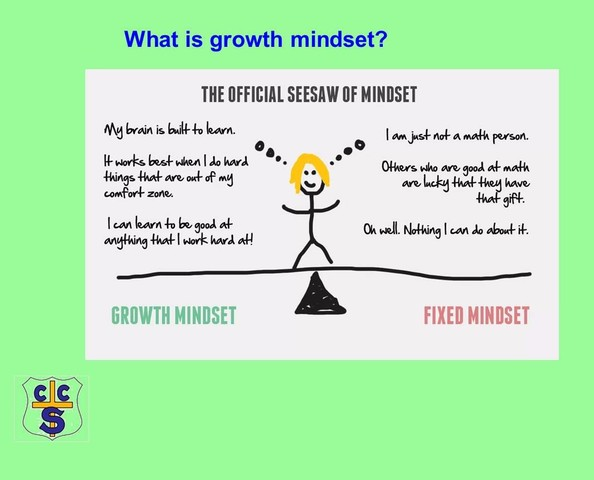 What is growth mindset?
THE OFFICIAL SEESAW OF MINDSET
My brain is built to learn.
It works best when I do hard
things that are out of my
comfort zone.
I can learn to be good at
anything that I work hard at!
I am just not a math person.
Others who are good at math
are lucky that they have
that gift.
Oh well. Nothing I can do about it.
GROWTH MINDSET
FIXED MINDSET
C C
S